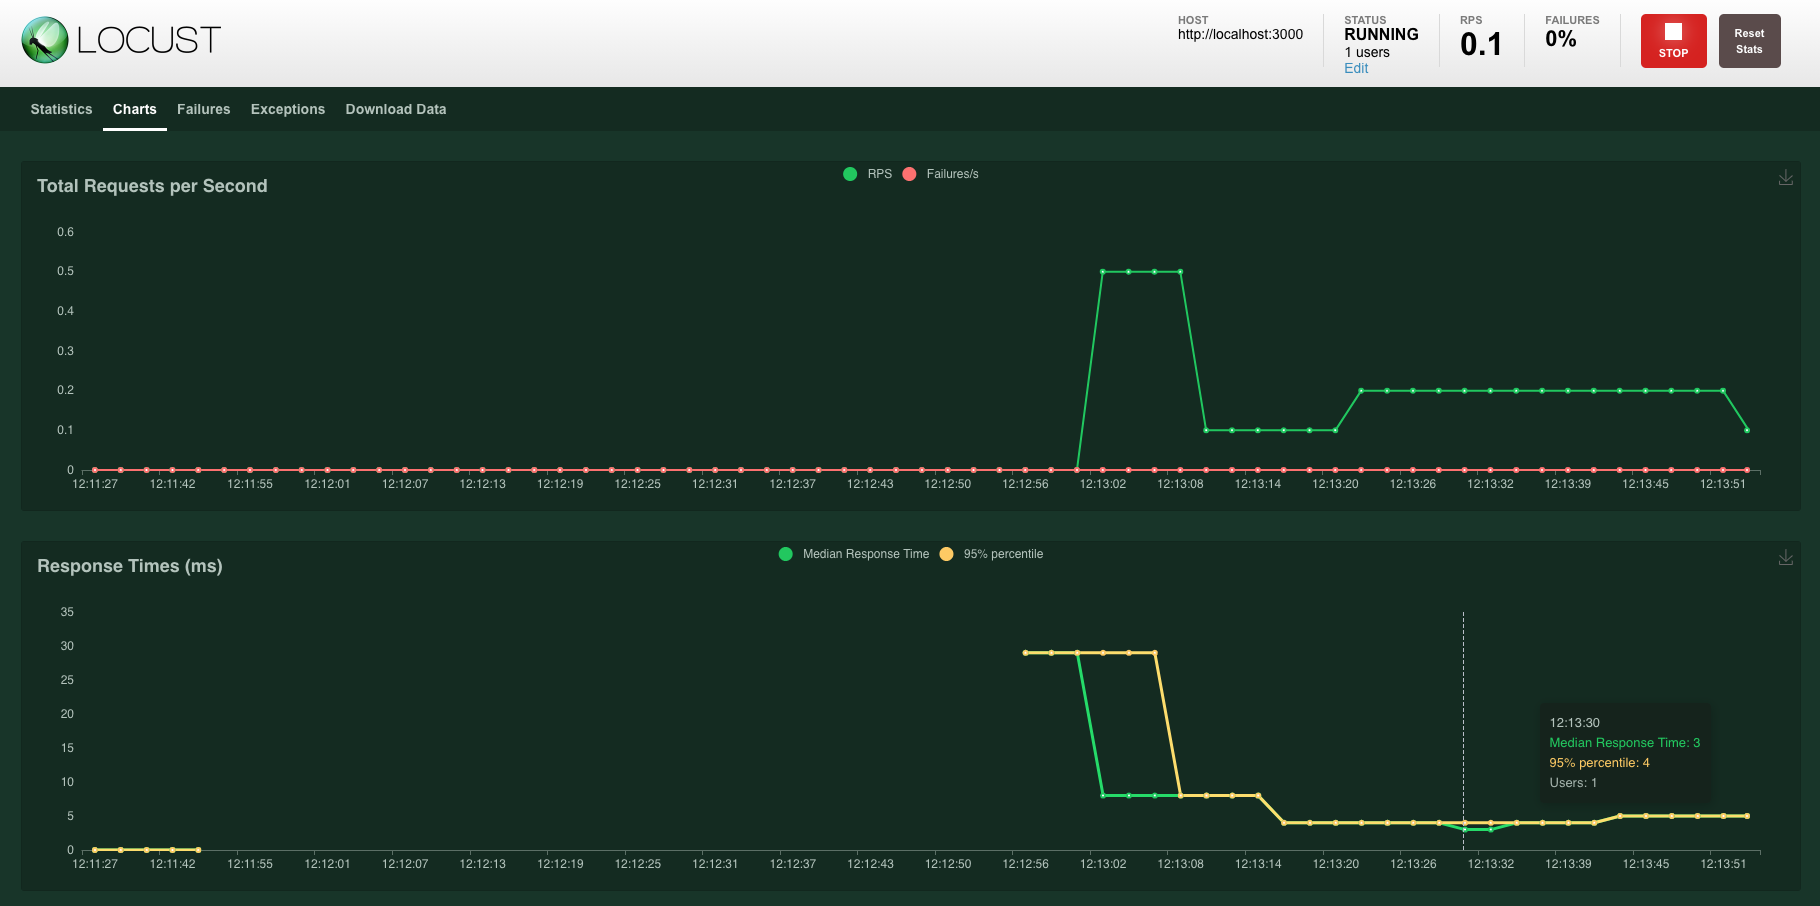 LOCUST
HOST
http://localhost:3000
STATUS
RUNNING
1 users
Edit
RPS
0.1
FAILURES
0%
STOP
Reset
Stats
Statistics Charts Failures Exceptions Download Data
Total Requests per Second
RPS Failures/s
0.6
0.5
0.4
0.3
0.2
0.1
0
12:11:27 12:11:42 12:11:55 12:12:01 12:12:07 12:12:13 12:12:19 12:12:25 12:12:31 12:12:37 12:12:43 12:12:50 12:12:56 12:13:02 12:13:08 12:13:14 12:13:20 12:13:26 12:13:32 12:13:39 12:13:45 12:13:51
Response Times (ms)
Median Response Time 95% percentile
35
30
25
20
15
10
5
0
12:13:30
Median Response Time: 3
95% percentile: 4
Users: 1
12:11:27 12:11:42 12:11:55 12:12:01 12:12:07 12:12:13 12:12:19 12:12:25 12:12:31 12:12:37 12:12:43 12:12:50 12:12:56 12:13:02 12:13:08 12:13:14 12:13:20 12:13:26 12:13:32 12:13:39 12:13:45 12:13:51